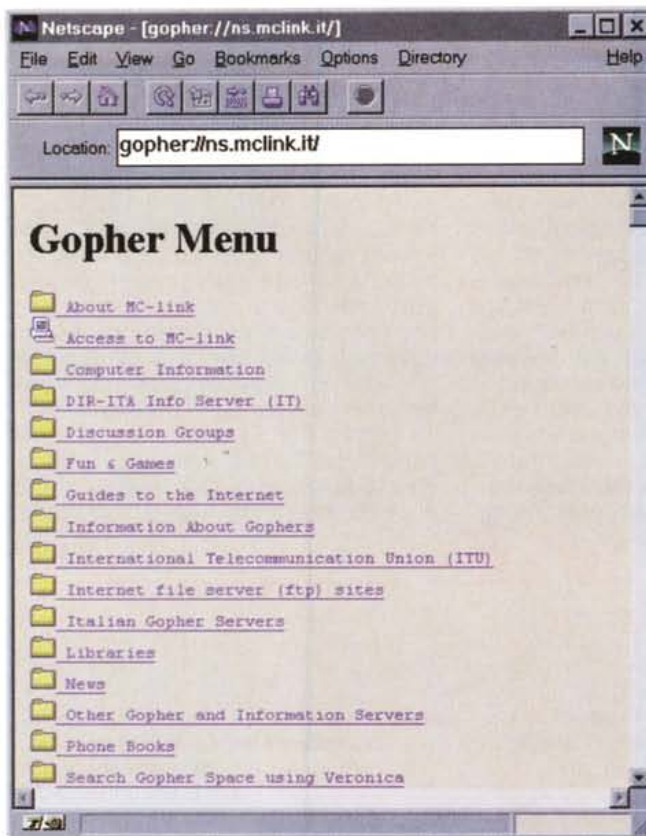 Netscape - [gopher://ns.mclink.it/]
File Edit View Go Bookmarks Options Directory Help
Location: gopher://ns.mclink.it/
N
Gopher Menu
About MC-link
Access to MC-link
Computer Information
DIR-ITA Info Server (IT)
Discussion Groups
Fun & Games
Guides to the Internet
Information About Gophers
International Telecommunication Union (ITU)
Internet file server (ftp) sites
Italian Gopher Servers
Libraries
News
Other Gopher and Information Servers
Phone Books
Search Gopher Space using Veronica